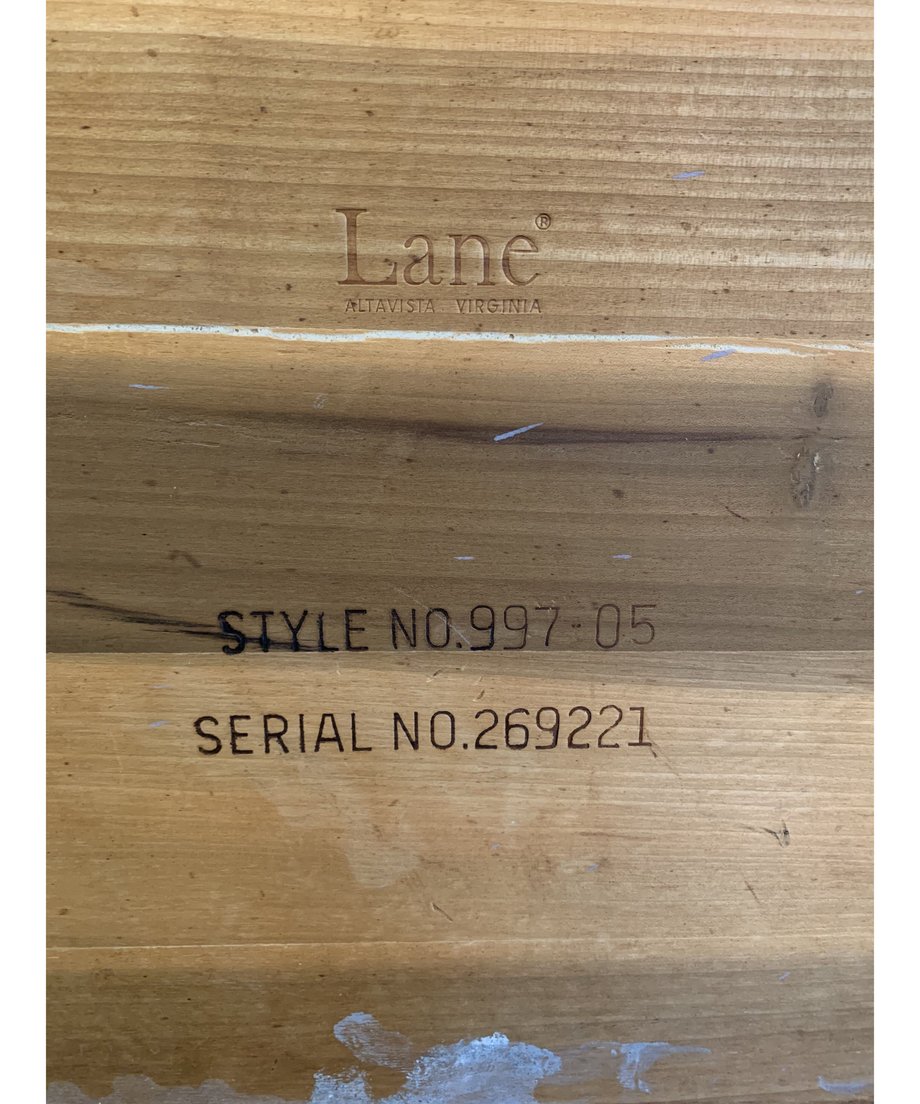 Lane®
ALTAVISTA VIRGINIA
STYLE NO.997-05
SERIAL NO.269221